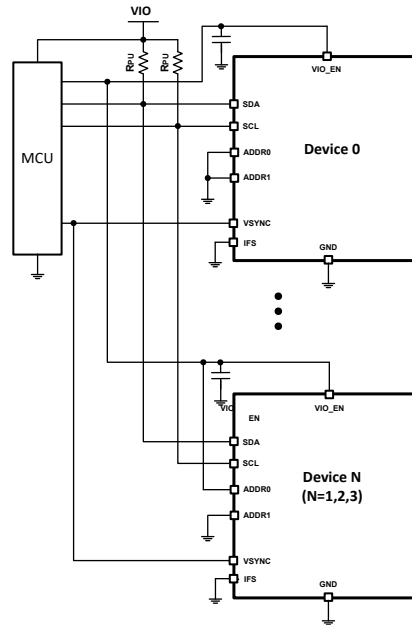 VIO
RPU
RPU
VIO_EN
MCU
SDA
SCL
Device 0
ADDR0
ADDR1
VSYNC
IFS
GND
VIO
VIO_EN
EN
SDA
SCL
Device N
(N=1,2,3)
ADDR0
ADDR1
VSYNC
IFS
GND